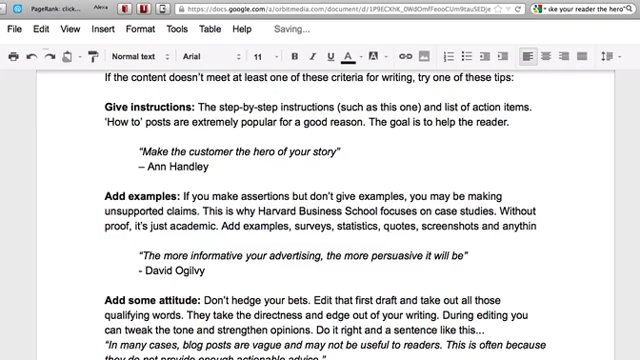 PageRank: click... Alexa https://docs.google.com/a/orbitmedia.com/document/d/
ake your reader the hero"
File Edit View Insert Format Tools Table Help Saving...
Normal text Arial 11 B I U A
If the content doesn't meet at least one of these criteria for writing, try one of these tips:
Give instructions: The step-by-step instructions (such as this one) and list of action items.
'How to' posts are extremely popular for a good reason. The goal is to help the reader.
"Make the customer the hero of your story"
– Ann Handley
Add examples: If you make assertions but don't give examples, you may be making
unsupported claims. This is why Harvard Business School focuses on case studies. Without
proof, it's just academic. Add examples, surveys, statistics, quotes, screenshots and anythin
"The more informative your advertising, the more persuasive it will be"
- David Ogilvy
Add some attitude: Don't hedge your bets. Edit that first draft and take out all those
qualifying words. They take the directness and edge out of your writing. During editing you
can tweak the tone and strengthen opinions. Do it right and a sentence like this...
"In many cases, blog posts are vague and may not be useful to readers. This is often because
they do not provide enough actionable advice."